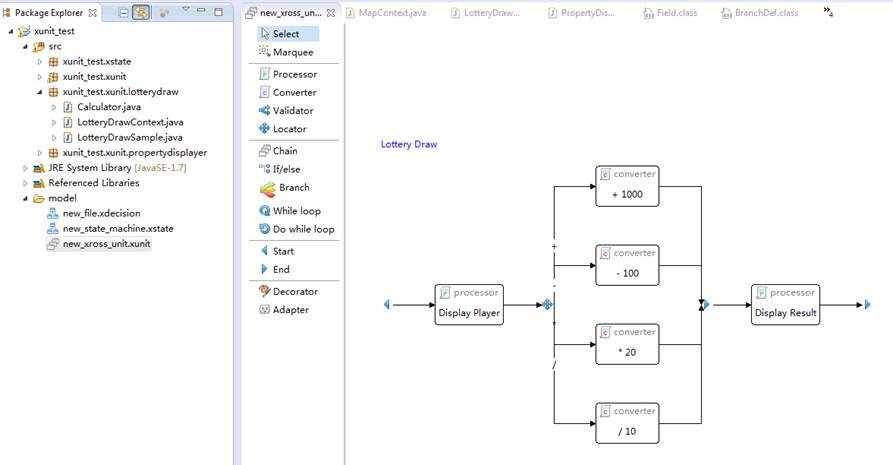 Package Explorer
xunit_test
src
xunit_test.xstate
xunit_test.xunit
xunit_test.xunit.lotterydraw
Calculator.java
LotteryDrawContext.java
LotteryDrawSample.java
xunit_test.xunit.propertydisplayer
JRE System Library [JavaSE-1.7]
Referenced Libraries
model
new_file.xdecision
new_state_machine.xstate
new_xross_unit.xunit
new_xross_un...
MapContext.java
LotteryDraw...
PropertyDis...
Field.class
BranchDef.class
»4
Select
Marquee
Processor
Converter
Validator
Locator
Chain
If/else
Branch
While loop
Do while loop
Start
End
Decorator
Adapter
Lottery Draw
processor
Display Player
+
-
*
/
converter
+ 1000
converter
- 100
converter
* 20
converter
/ 10
processor
Display Result